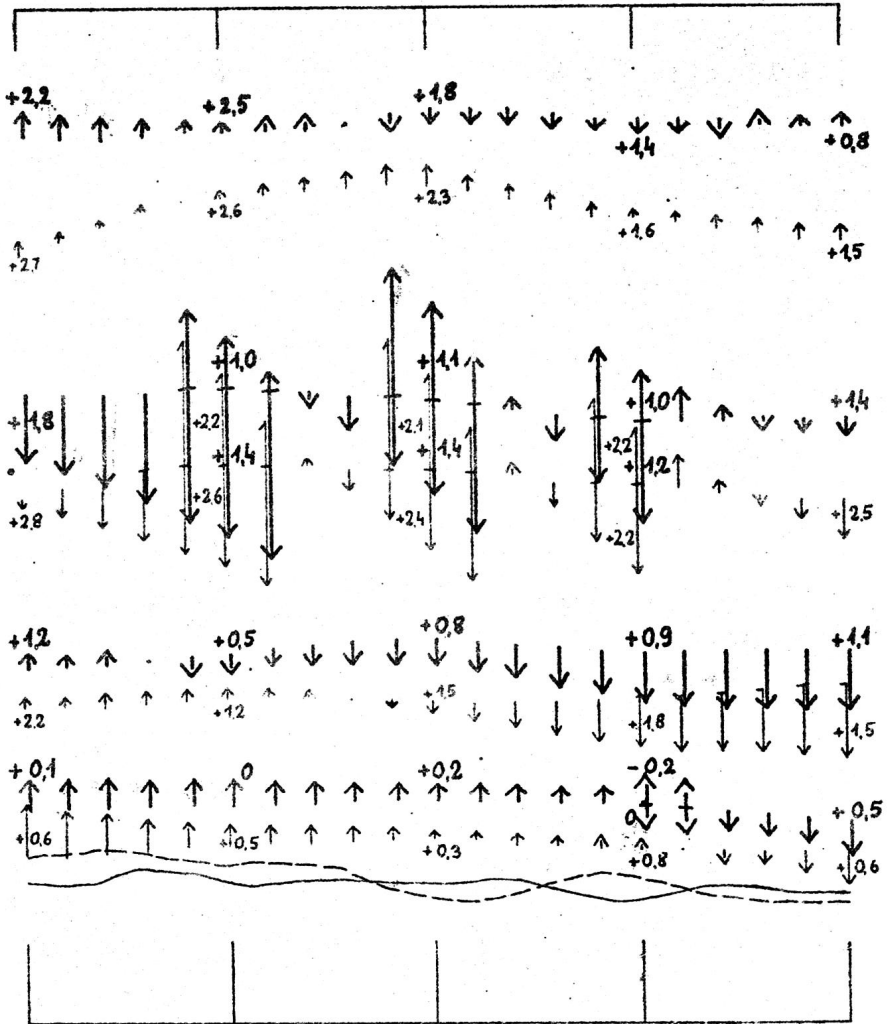 +2,2 +2,5 +1,8
+1,4 +0,8
+2,6 +2,3 +1,6
+2,7 +1,5
+1,0 +1,1
+1,8 +2,2 +2,1 +1,0 +1,4
+1,4 +1,4 +2,2 +1,2
+2,8 +2,6 +2,4 +2,2 +2,5
+1,2 +0,5 +0,8 +0,9 +1,1
+2,2 +1,2 +1,5 +1,8 +1,5
+0,1 0 +0,2 -0,2
0 +0,5
+0,6 +0,5 +0,3 +0,8 +0,6